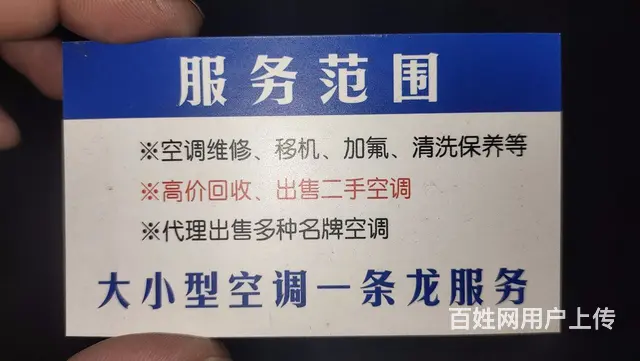 服务范围
※空调维修、移机、加氟、清洗保养等
※高价回收、出售二手空调
※代理出售多种名牌空调
大小型空调一条龙服务
百姓网用户上传